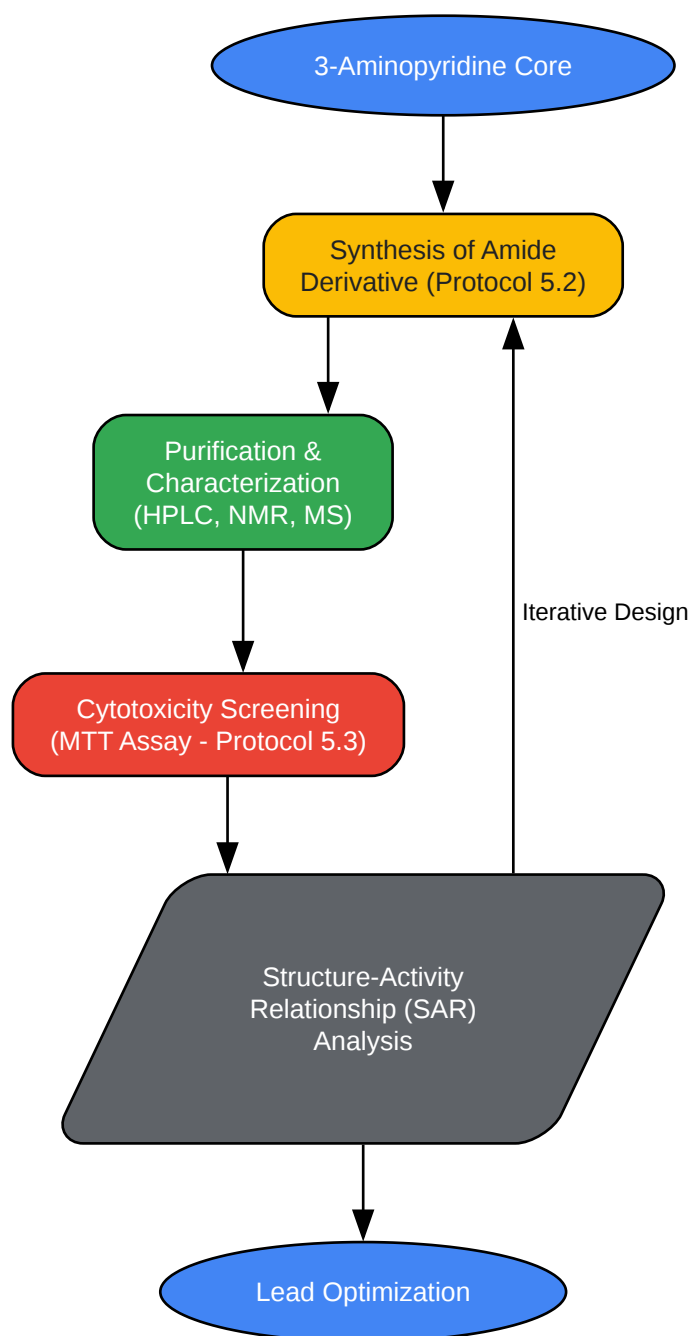 3-Aminopyridine Core
Synthesis of Amide
Derivative (Protocol 5.2)
Purification &
Characterization
(HPLC, NMR, MS)
Iterative Design
Cytotoxicity Screening
(MTT Assay - Protocol 5.3)
Structure-Activity
Relationship (SAR)
Analysis
Lead Optimization